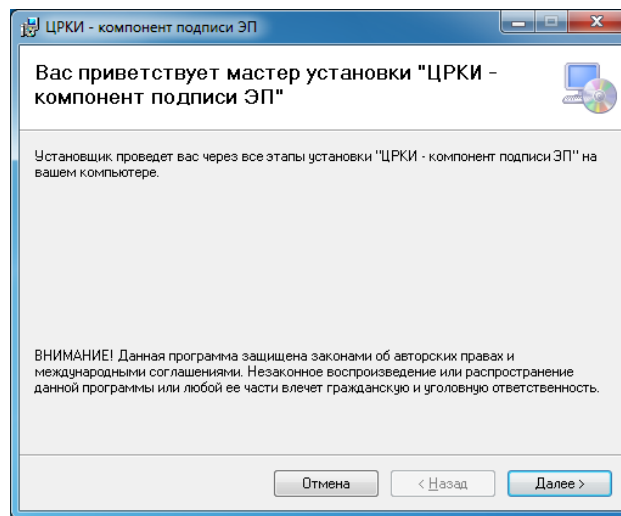 ЦРКИ - компонент подписи ЭП
Вас приветствует мастер установки "ЦРКИ -
компонент подписи ЭП"
Установщик проведет вас через все этапы установки "ЦРКИ - компонент подписи ЭП" на
вашем компьютере.
ВНИМАНИЕ! Данная программа защищена законами об авторских правах и
международными соглашениями. Незаконное воспроизведение или распространение
данной программы или любой ее части влечет гражданскую и уголовную ответственность.
Отмена < Назад Далее >